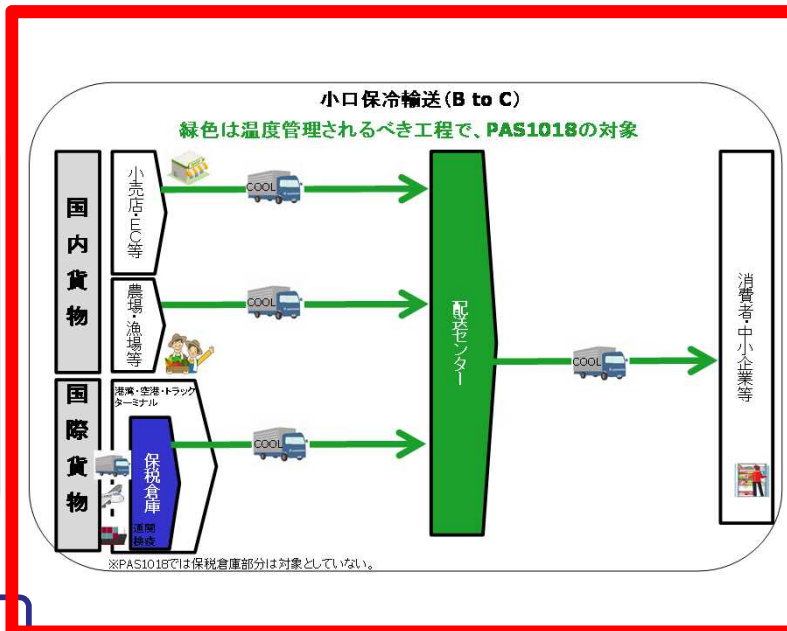 小口保冷輸送(B to C)
緑色は温度管理されるべき工程で、PAS1018の対象
国内貨物
小売店・EC等
COOL
農場・漁場等
COOL
配送センター
COOL
消費者・中小企業等
国際貨物
港湾・空港・トラック
ターミナル
保税倉庫
通関
検疫
COOL
※PAS1018では保税倉庫部分は対象としていない。